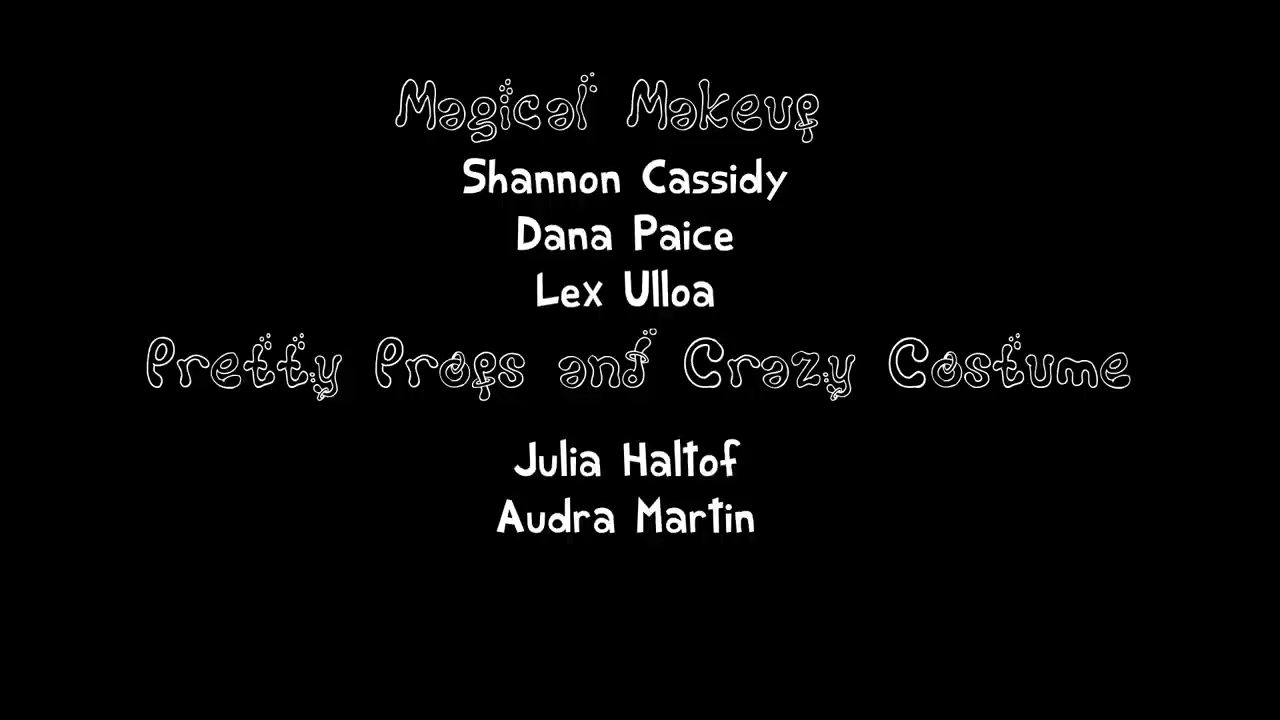 Magical Makeup
Shannon Cassidy
Dana Paice
Lex Ulloa
Pretty Props and Crazy Costume
Julia Haltof
Audra Martin